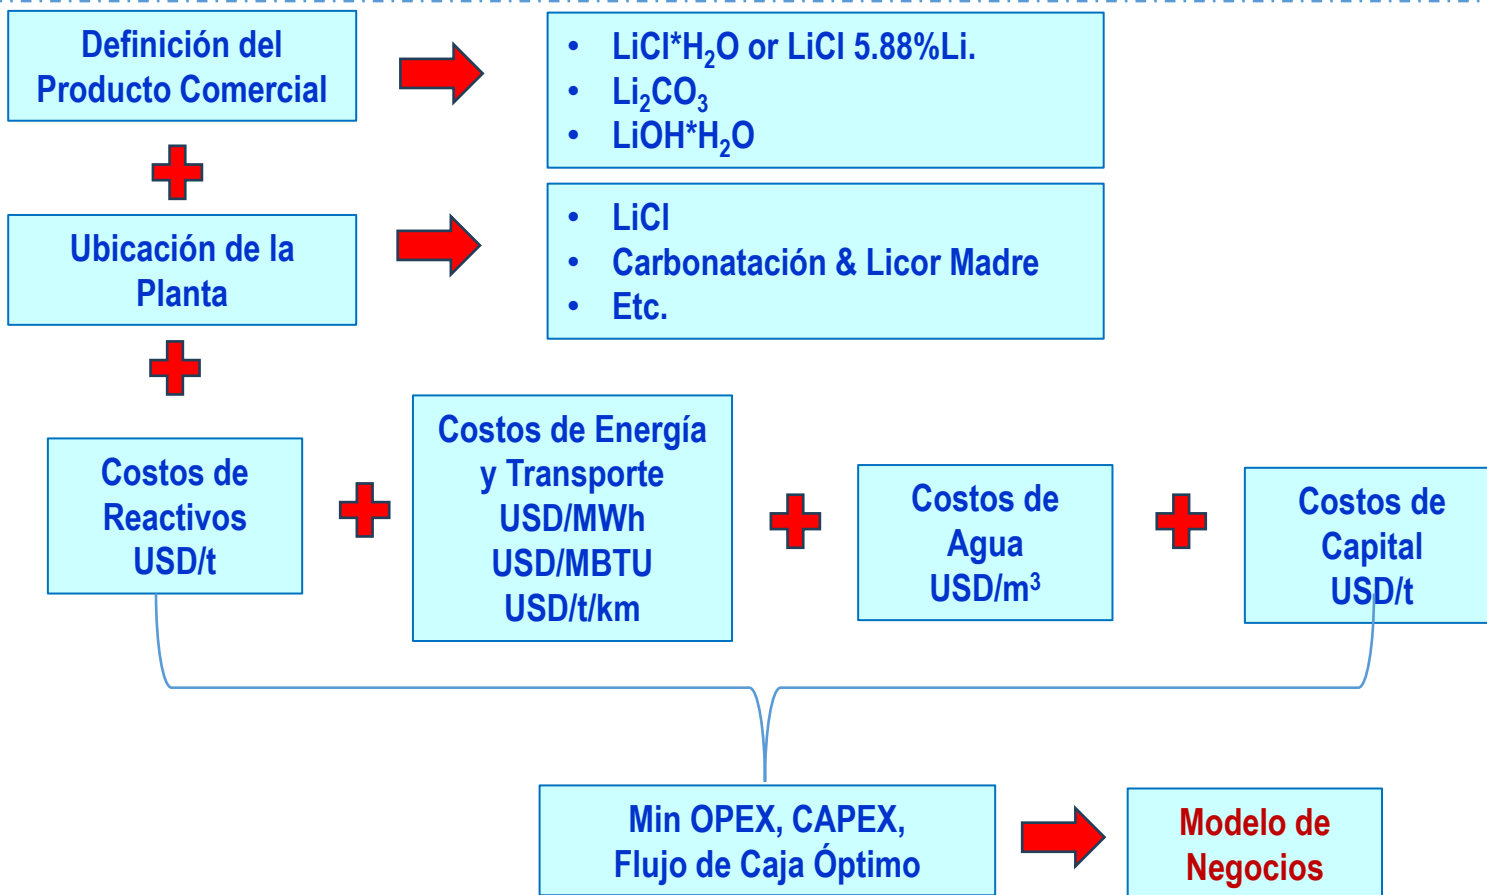 Definición del
Producto Comercial
• LiCl*H₂O or LiCl 5.88%Li.
• Li₂CO₃
• LiOH*H₂O
Ubicación de la
Planta
• LiCl
• Carbonatación & Licor Madre
• Etc.
Costos de
Reactivos
USD/t
Costos de Energía
y Transporte
USD/MWh
USD/MBTU
USD/t/km
Costos de
Agua
USD/m³
Costos de
Capital
USD/t
Min OPEX, CAPEX,
Flujo de Caja Óptimo
Modelo de
Negocios